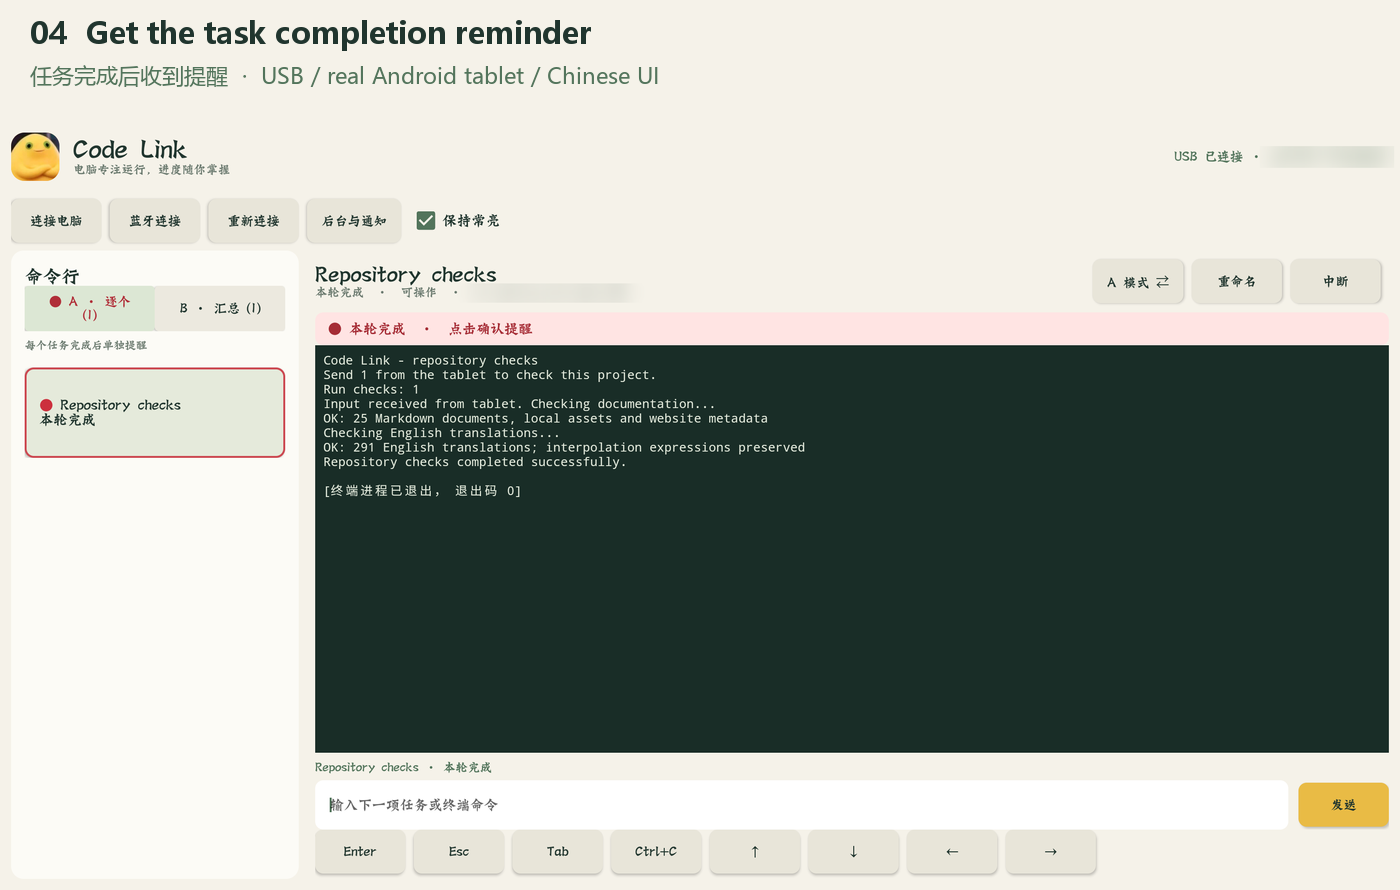 04 Get the task completion reminder
任务完成后收到提醒 · USB / real Android tablet / Chinese UI
Code Link
电脑专注运行，进度随你掌握
USB 已连接 ·
连接电脑
蓝牙连接
重新连接
后台与通知
保持常亮
命令行
A · 逐个
(1)
B · 汇总 (1)
每个任务完成后单独提醒
Repository checks
本轮完成
Repository checks
本轮完成 · 可操作 ·
A 模式 ⇄
重命名
中断
本轮完成 · 点击确认提醒
Code Link - repository checks
Send 1 from the tablet to check this project.
Run checks: 1
Input received from tablet. Checking documentation...
OK: 25 Markdown documents, local assets and website metadata
Checking English translations...
OK: 291 English translations; interpolation expressions preserved
Repository checks completed successfully.
[终端进程已退出， 退出码 0]
Repository checks · 本轮完成
输入下一项任务或终端命令
发送
Enter
Esc
Tab
Ctrl+C
↑
↓
←
→